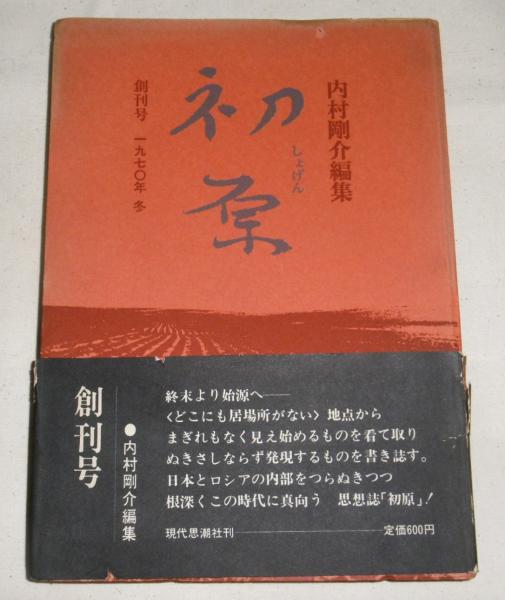 内村剛介編集
初原
しょげん
創刊号 一九七〇年 冬
創刊号
●内村剛介編集
終末より始源へ——
〈どこにも居場所がない〉地点から
まぎれもなく見え始めるものを看て取り
ぬきさしならず発現するものを書き誌す。
日本とロシアの内部をつらぬきつつ
根深くこの時代に真向う 思想誌「初原」!
現代思潮社刊———定価600円